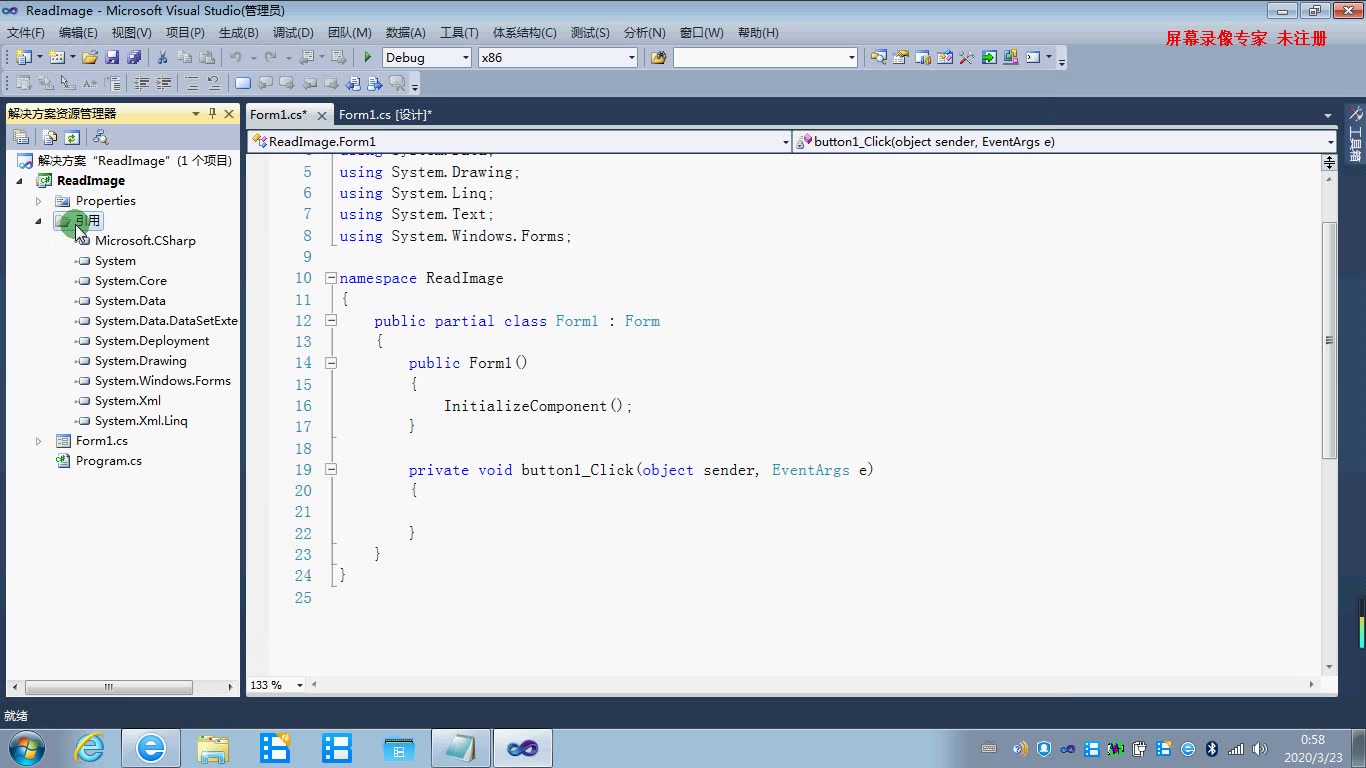 ReadImage - Microsoft Visual Studio(管理员)
文件(F) 编辑(E) 视图(V) 项目(P) 生成(B) 调试(D) 团队(M) 数据(A) 工具(T) 体系结构(C) 测试(S) 分析(N) 窗口(W) 帮助(H)
屏幕录像专家 未注册
Debug x86
解决方案资源管理器
解决方案 “ReadImage” (1 个项目)
ReadImage
Properties
引用
Microsoft.CSharp
System
System.Core
System.Data
System.Data.DataSetExte
System.Deployment
System.Drawing
System.Windows.Forms
System.Xml
System.Xml.Linq
Form1.cs
Program.cs
Form1.cs* Form1.cs [设计]*
ReadImage.Form1 button1_Click(object sender, EventArgs e)
5 using System.Drawing;
6 using System.Linq;
7 using System.Text;
8 using System.Windows.Forms;
9
10 namespace ReadImage
11 {
12 public partial class Form1 : Form
13 {
14 public Form1()
15 {
16 InitializeComponent();
17 }
18
19 private void button1_Click(object sender, EventArgs e)
20 {
21
22 }
23 }
24 }
25
133 %
工具箱
就绪
0:58
2020/3/23